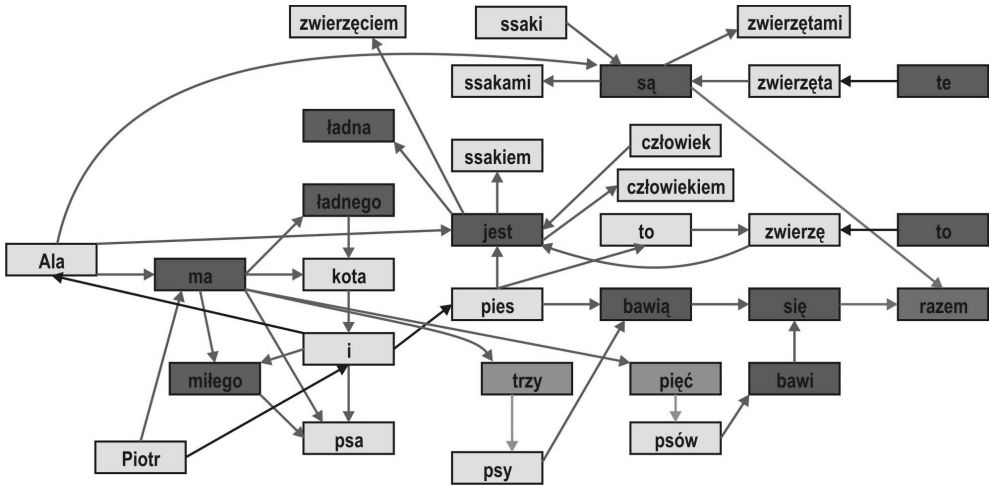 zwierzęciem
ssaki
zwierzętami
ssakami
są
zwierzęta
te
ładna
ssakiem
człowiek
człowiekiem
ładnego
jest
to
zwierzę
to
Ala
ma
kota
pies
bawią
się
razem
i
miłego
trzy
pięć
bawi
psa
psów
Piotr
psy